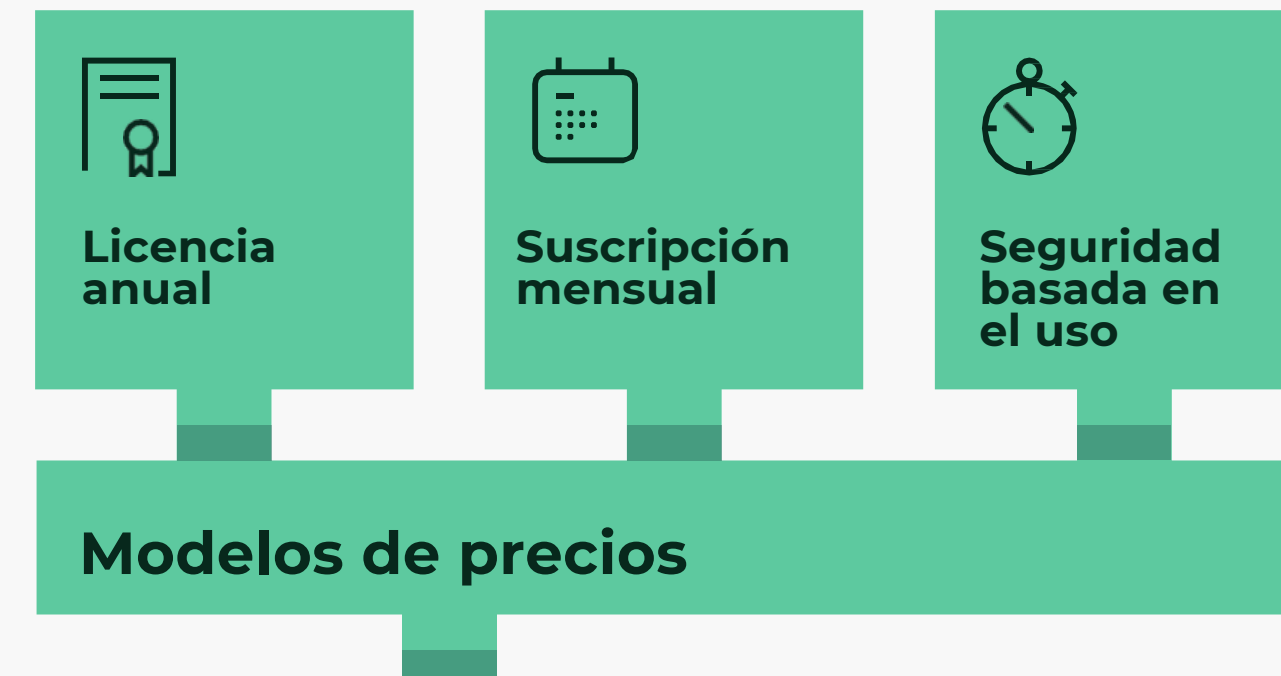 Licencia
anual
Suscripción
mensual
Seguridad
basada en
el uso
Modelos de precios